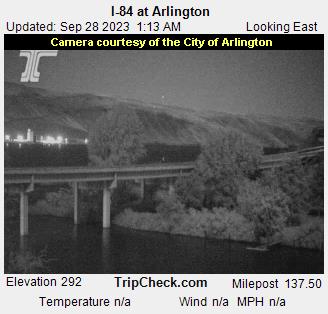 I-84 at Arlington
Updated: Sep 28 2023 1:13 AM Looking East
Camera courtesy of the City of Arlington
Elevation 292 TripCheck.com Milepost 137.50
Temperature n/a Wind n/a MPH n/a